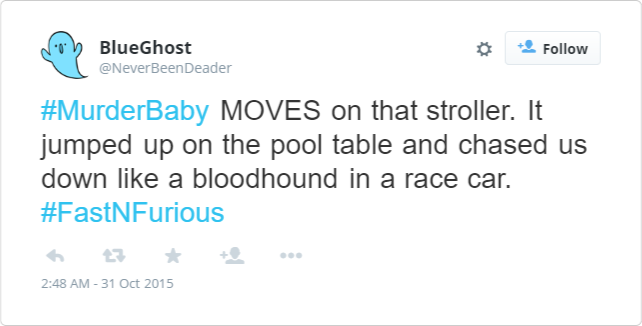 BlueGhost
@NeverBeenDeader
Follow
#MurderBaby MOVES on that stroller. It
jumped up on the pool table and chased us
down like a bloodhound in a race car.
#FastNFurious
2:48 AM - 31 Oct 2015